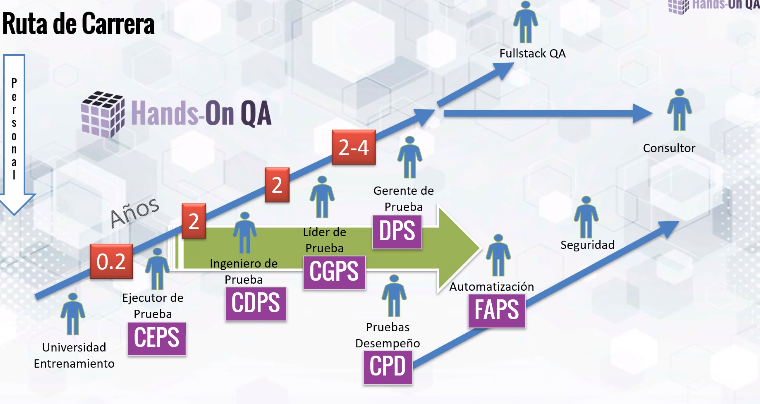 Ruta de Carrera
Hands-On QA
Personal
Hands-On QA
Fullstack QA
Consultor
Años
0.2
2
2
2-4
Gerente de
Prueba
DPS
Líder de
Prueba
CGPS
Ingeniero de
Prueba
CDPS
Ejecutor de
Prueba
CEPS
Universidad
Entrenamiento
Seguridad
Automatización
FAPS
Pruebas
Desempeño
CPD